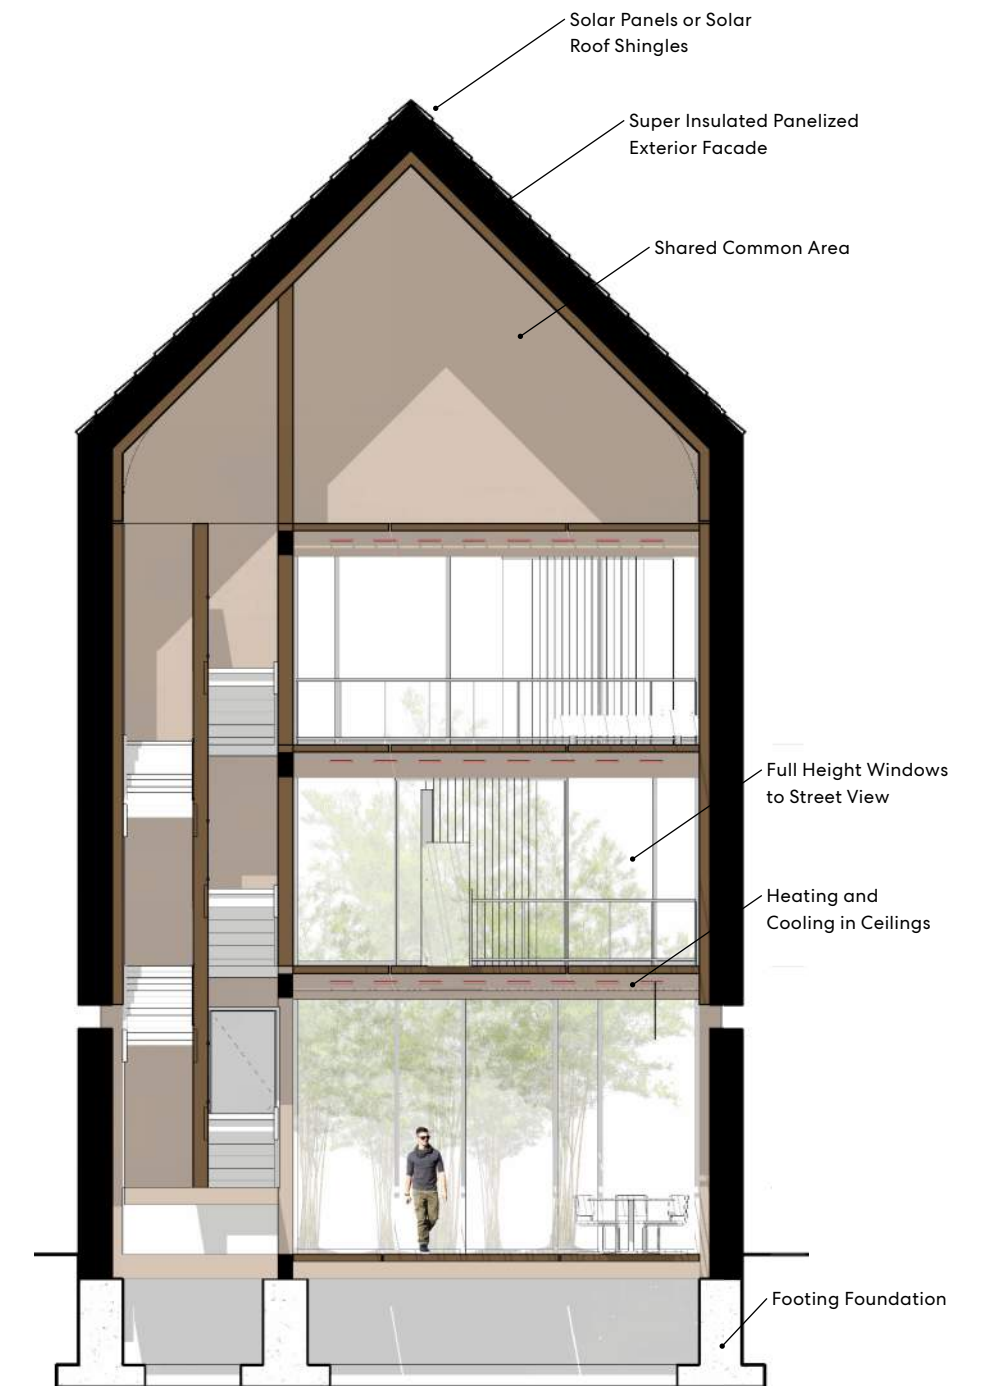 Solar Panels or Solar
Roof Shingles
Super Insulated Panelized
Exterior Facade
Shared Common Area
Full Height Windows
to Street View
Heating and
Cooling in Ceilings
Footing Foundation